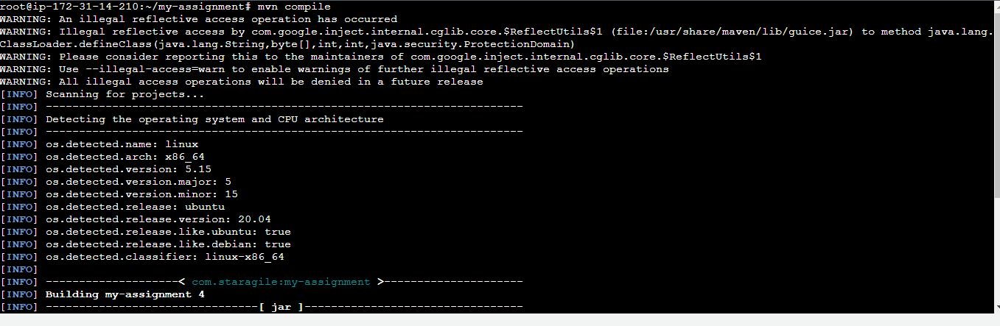 root@ip-172-31-14-210:~/my-assignment# mvn compile
WARNING: An illegal reflective access operation has occurred
WARNING: Illegal reflective access by com.google.inject.internal.cglib.core.$ReflectUtils$1 (file:/usr/share/maven/lib/guice.jar) to method java.lang.
ClassLoader.defineClass(java.lang.String,byte[],int,int,java.security.ProtectionDomain)
WARNING: Please consider reporting this to the maintainers of com.google.inject.internal.cglib.core.$ReflectUtils$1
WARNING: Use --illegal-access=warn to enable warnings of further illegal reflective access operations
WARNING: All illegal access operations will be denied in a future release
[INFO] Scanning for projects...
[INFO] ------------------------------------------------------------------------
[INFO] Detecting the operating system and CPU architecture
[INFO] ------------------------------------------------------------------------
[INFO] os.detected.name: linux
[INFO] os.detected.arch: x86_64
[INFO] os.detected.version: 5.15
[INFO] os.detected.version.major: 5
[INFO] os.detected.version.minor: 15
[INFO] os.detected.release: ubuntu
[INFO] os.detected.release.version: 20.04
[INFO] os.detected.release.like.ubuntu: true
[INFO] os.detected.release.like.debian: true
[INFO] os.detected.classifier: linux-x86_64
[INFO]
[INFO] --------------------< com.staragile:my-assignment >---------------------
[INFO] Building my-assignment 4
[INFO] --------------------------------[ jar ]---------------------------------